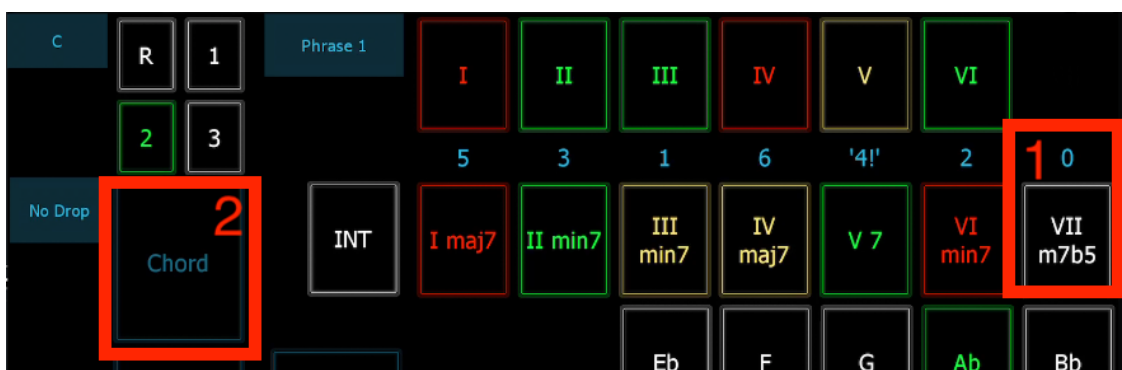 C
R
1
Phrase 1
I
II
III
IV
V
VI
2
3
5
3
1
6
'4!'
2
1
0
No Drop
2
Chord
INT
I maj7
II min7
III
min7
IV
maj7
V 7
VI
min7
VII
m7b5
Eb
F
G
Ab
Bb